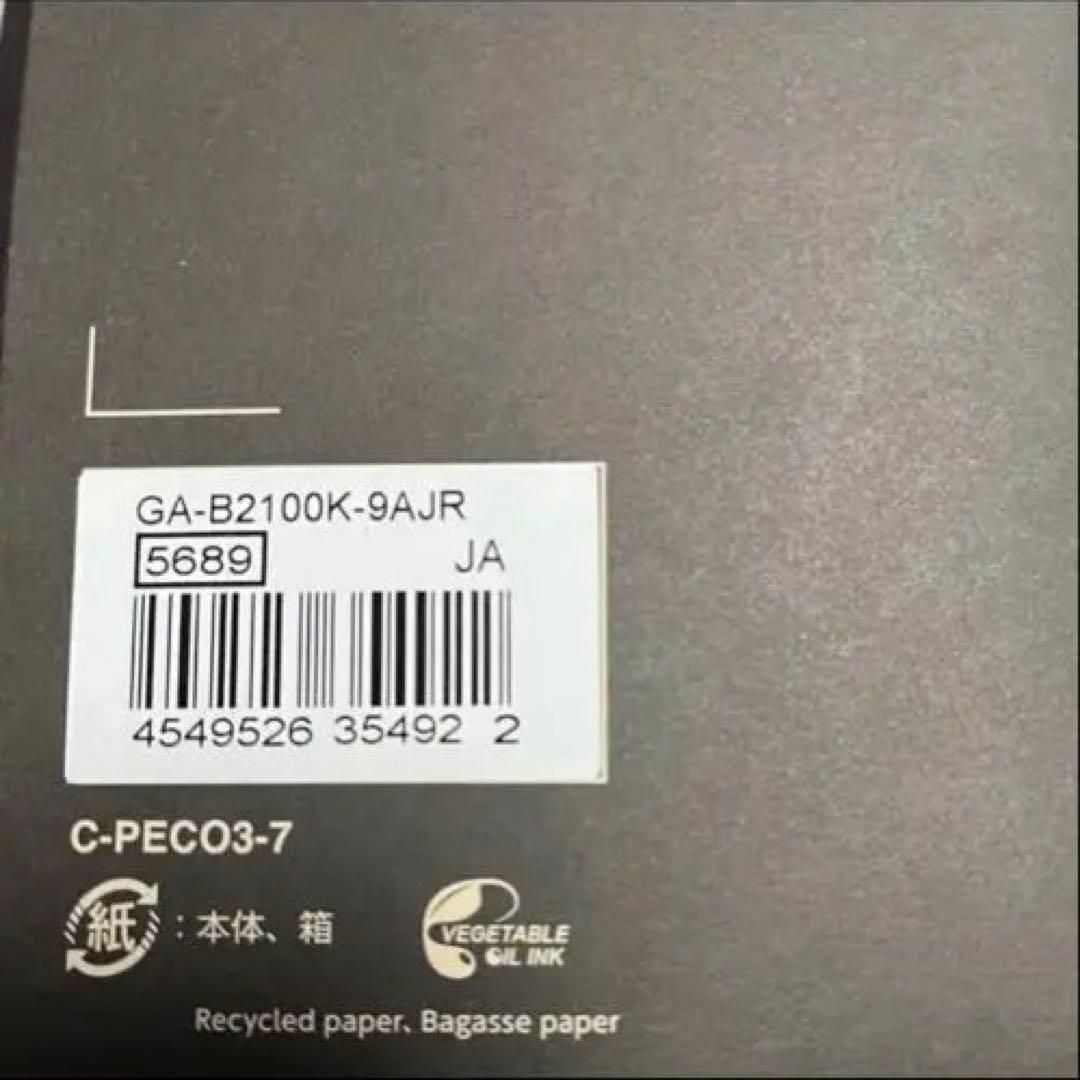 GA-B2100K-9AJR
5689 JA
4549526 35492 2
C-PECO3-7
紙 : 本体、箱
VEGETABLE
OIL INK
Recycled paper、Bagasse paper